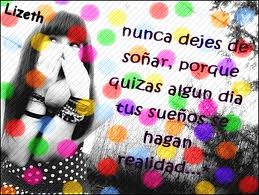 Lizeth
nunca dejes de
soñar, porque
quizas algun dia
tus sueños se
hagan
realidad...